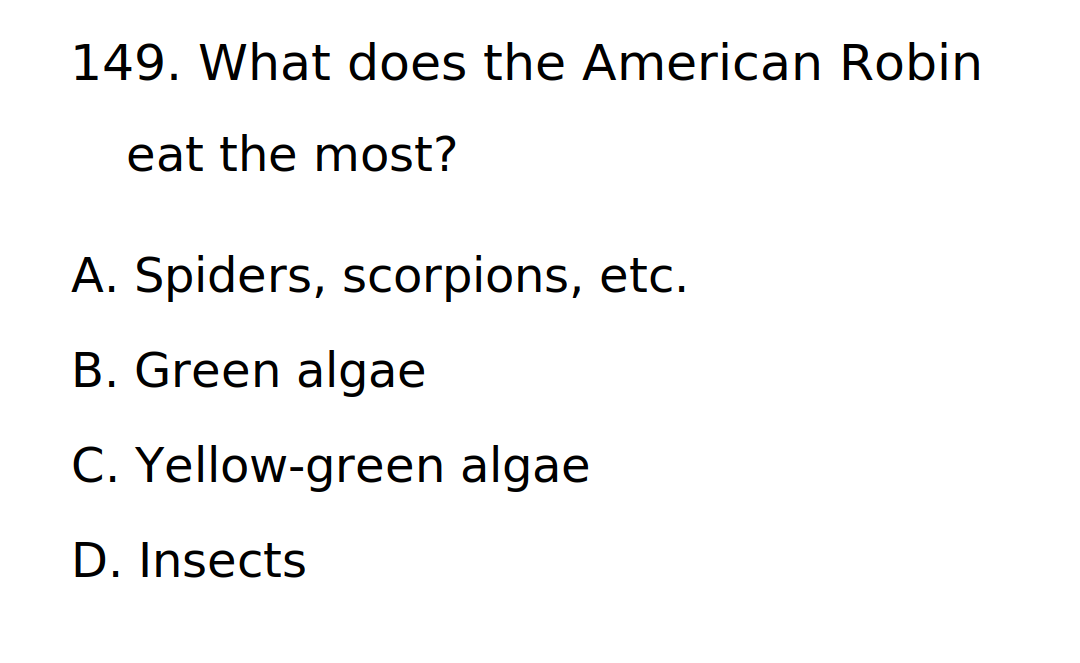 149. What does the American Robin
eat the most?
A. Spiders, scorpions, etc.
B. Green algae
C. Yellow-green algae
D. Insects